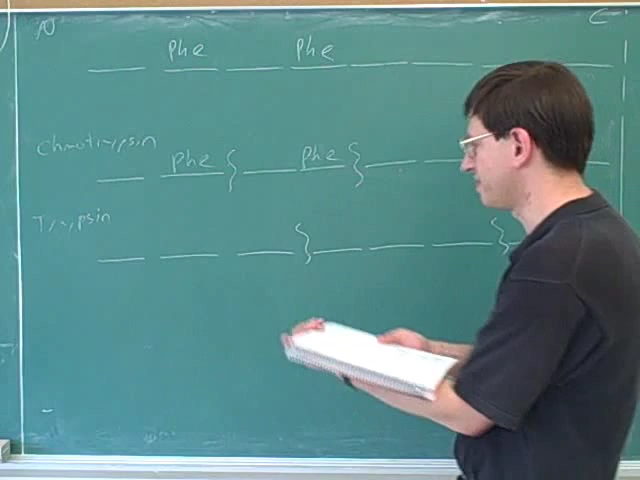 N C
Phe Phe
Chmotrypsin
Phe } Phe }
Trypsin
} }